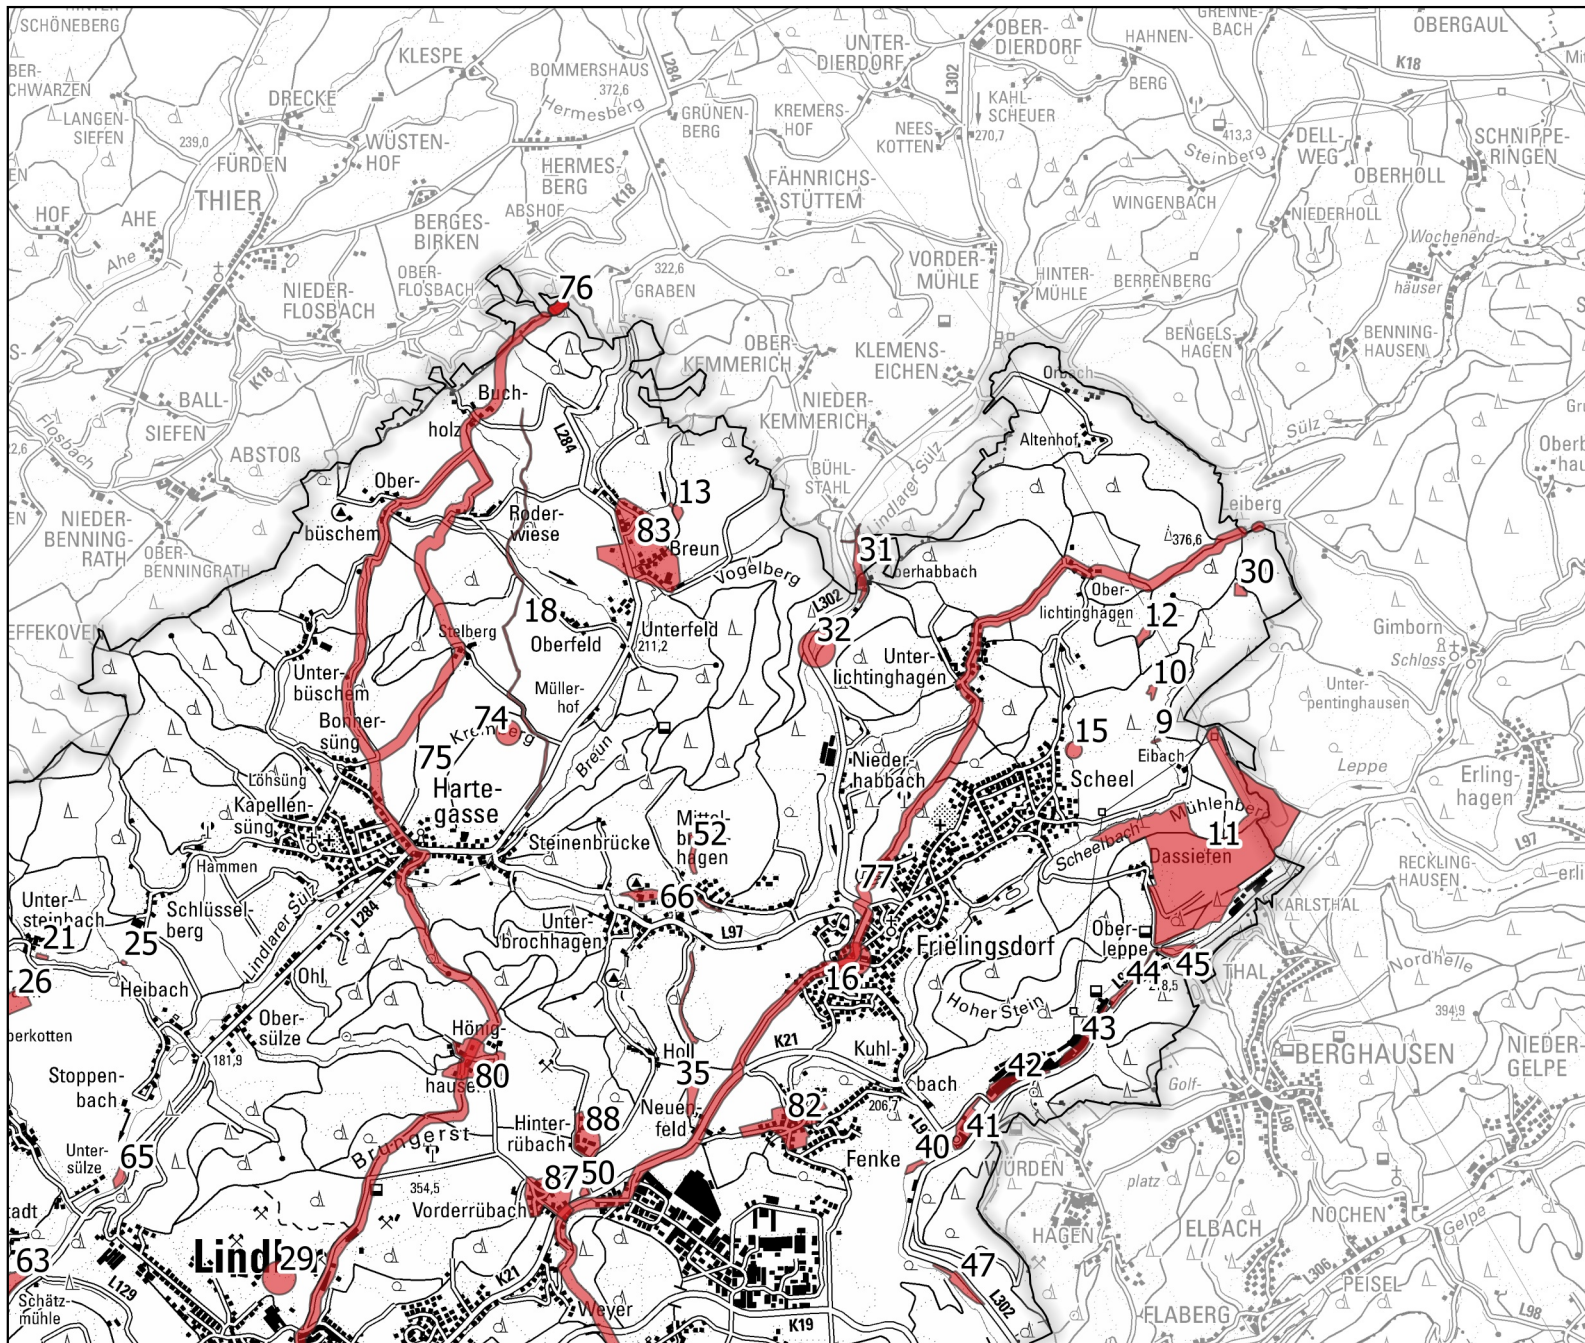 SCHÖNEBERG
KLESPE
UNTER-
DIERDORF
OBER-
DIERDORF
HAHNEN-
BERG
GRENNE-
BACH
OBERGAUL
K18
BOMMERSHAUS
372,6
Hermesberg
L284
L302
DRECKE
LANGEN-
SIEFEN
239,0
FÜRDEN
WÜSTEN-
HOF
GRÜNEN-
BERG
KREMERS-
HOF
NEES-
KOTTEN
KAHL-
SCHEUER
270,7
413,3
Steinberg
DELL-
WEG
SCHNIPPE-
RINGEN
OBERHOLL
HERMES-
BERG
FÄHNRICHS-
STÜTTEM
WINGENBACH
NIEDERHOLL
HOF
AHE
THIER
Ahe
BERGES-
BIRKEN
ABSHOF
K18
Wochenend-
häuser
VORDER-
MÜHLE
HINTER-
MÜHLE
BERRENBERG
NIEDER-
FLOSBACH
OBER-
FLOSBACH
322,6
GRABEN
76
BENGELS-
HAGEN
BENNING-
HAUSEN
OBER-
KEMMERICH
KLEMENS-
EICHEN
K18
BALL-
SIEFEN
Flosbach
ABSTOß
Buch-
holz
L284
NIEDER-
KEMMERICH
Altenhof
Sülz
BÜHL-
STAHL
Lindlarer Sülz
Ober-
büschem
Roder-
wiese
13
83
Breun
Vogelberg
NIEDER-
BENNING-
RATH
OBER-
BENNINGRATH
31
376,6
30
Ober-
lichtinghagen
12
L302
32
18
Oberfeld
Unterfeld
211,2
Stelberg
Unter-
büschem
Müller-
hof
Unter-
lichtinghagen
Gimborn
Schloss
10
Unter-
pentinghausen
9
Eibach
15
Scheel
Bonner-
süng
74
75
Breun
Löhsüng
Kapellen-
süng
Harte-
gasse
Nieder-
habbach
Leppe
Erling-
hagen
L97
Mühlenberg
11
Scheelbach
Dassiefen
Steinenbrücke
52
hagen
Hammen
RECKLING-
HAUSEN
77
66
KARLSTHAL
Unter-
steinbach
Schlüssel-
berg
Lindlarer Sülz
L284
Unter-
brochhagen
L97
Frielingsdorf
Ober-
leppe
21
25
26
Heibach
Ohl
16
44
45
THAL
Nordhelle
Ober-
sülze
181,9
Hoher Stein
43
394,9
Hönig-
80
Holl
35
K21
Kuhl-
bach
42
BERGHAUSEN
NIEDER-
GELPE
Stoppen-
bach
Golf-
platz
Hinter-
rübach
88
Neuen-
feld
82
206,7
41
40
L98
Unter-
sülze
65
Brungerst
354,5
Fenke
WÜRDEN
Vorderrübach
87
50
HAGEN
ELBACH
NOCHEN
Gelpe
Lindlar
29
63
Schätz-
mühle
L129
K21
Weyer
K19
47
L302
L306
PEISEL
FLABERG
L98